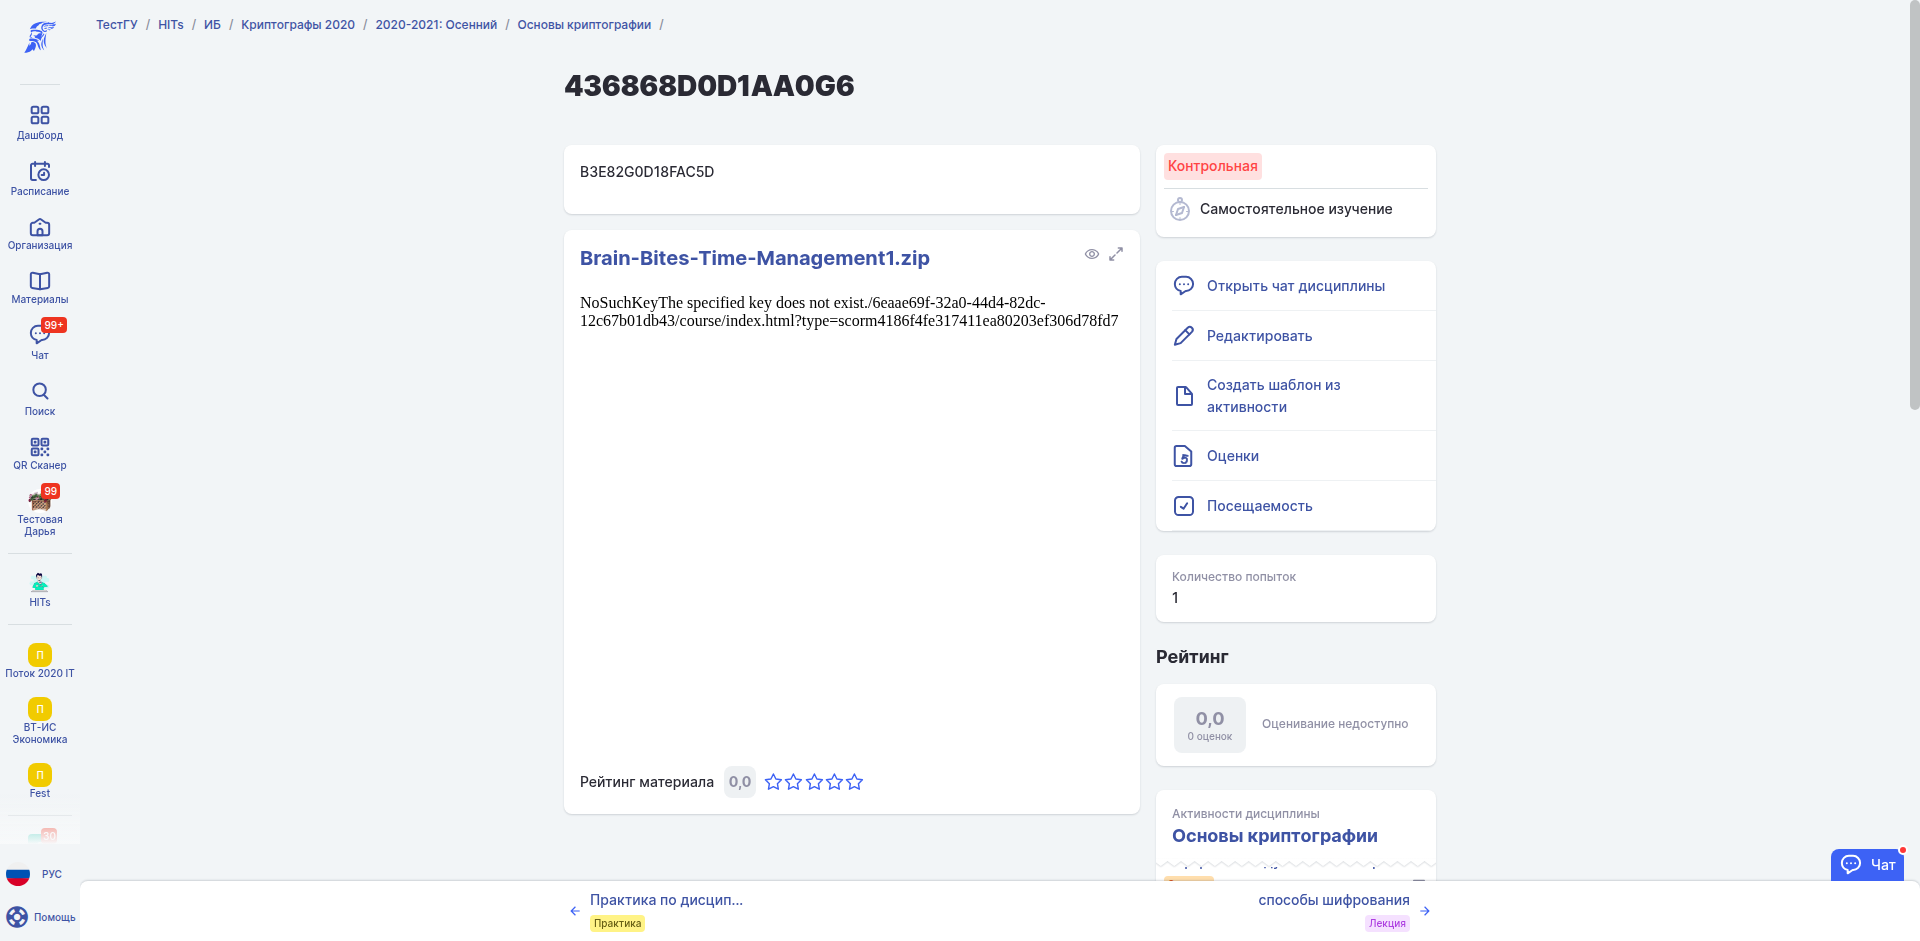 ТестГУ / HITs / ИБ / Криптографы 2020 / 2020-2021: Осенний / Основы криптографии /
Дашборд
Расписание
Организация
Материалы
99+
Чат
Поиск
QR Сканер
99
Тестовая
Дарья
HITs
П
Поток 2020 IT
П
ВТ-ИС
Экономика
П
Fest
30
РУС
Помощь
436868D0D1AA0G6
B3E82G0D18FAC5D
Brain-Bites-Time-Management1.zip
NoSuchKeyThe specified key does not exist./6eaae69f-32a0-44d4-82dc-
12c67b01db43/course/index.html?type=scorm4186f4fe317411ea80203ef306d78fd7
Рейтинг материала 0,0
Контрольная
Самостоятельное изучение
Открыть чат дисциплины
Редактировать
Создать шаблон из
активности
Оценки
Посещаемость
Количество попыток
1
Рейтинг
0,0
0 оценок
Оценивание недоступно
Активности дисциплины
Основы криптографии
Чат
Практика по дисцип...
Практика
способы шифрования
Лекция